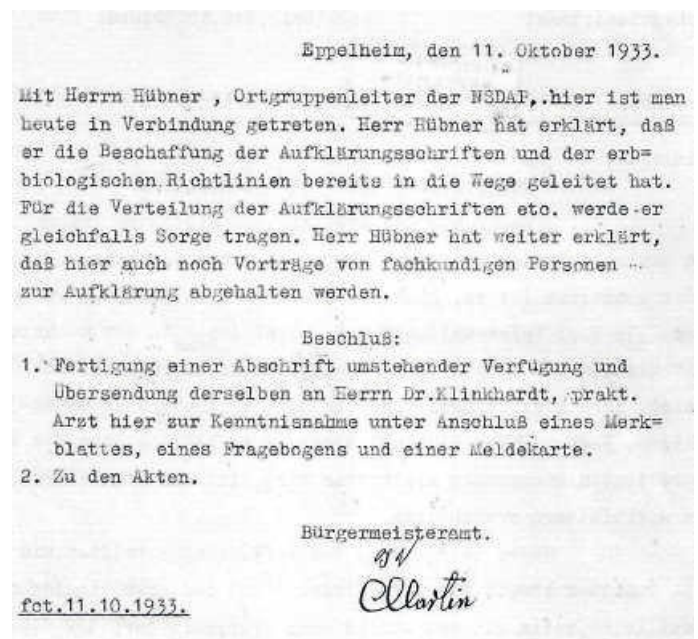 Eppelheim, den 11. Oktober 1933.
Mit Herrn Hübner , Ortgruppenleiter der NSDAP,.hier ist man
heute in Verbindung getreten. Herr Hübner hat erklärt, daß
er die Beschaffung der Aufklärungsschriften und der erb=
biologischen Richtlinien bereits in die Wege geleitet hat.
Für die Verteilung der Aufklärungsschriften etc. werde er
gleichfalls Sorge tragen. Herr Hübner hat weiter erklärt,
daß hier auch noch Vorträge von fachkundigen Personen
zur Aufklärung abgehalten werden.
Beschluß:
1. Fertigung einer Abschrift umstehender Verfügung und
Übersendung derselben an Herrn Dr.Klinkhardt, prakt.
Arzt hier zur Kenntnisnahme unter Anschluß eines Merk=
blattes, eines Fragebogens und einer Meldekarte.
2. Zu den Akten.
Bürgermeisteramt.
fct.11.10.1933.